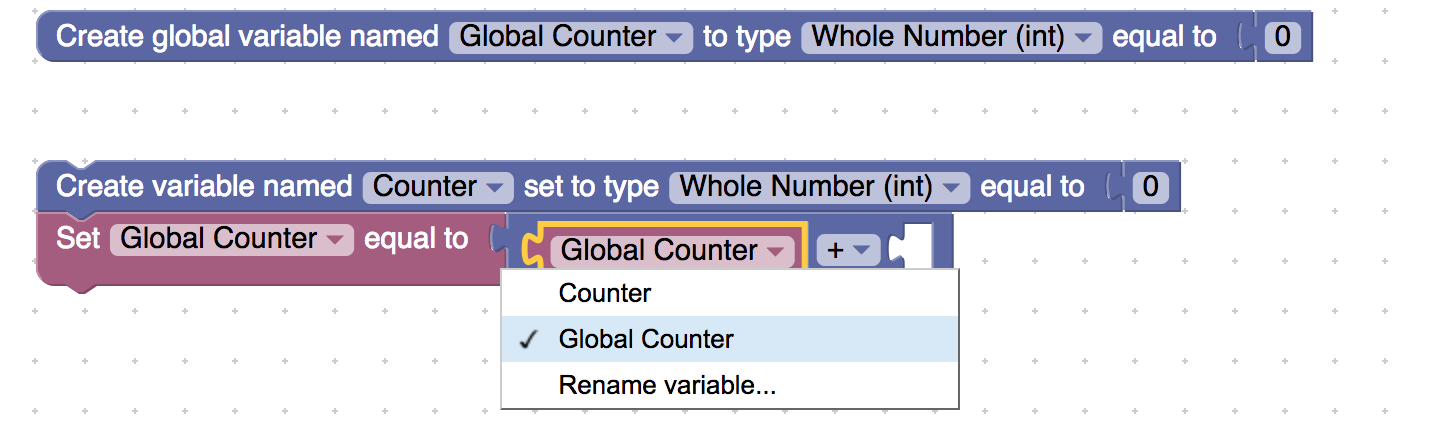 Create global variable named Global Counter to type Whole Number (int) equal to 0
Create variable named Counter set to type Whole Number (int) equal to 0
Set Global Counter equal to Global Counter +
Counter
✓ Global Counter
Rename variable...